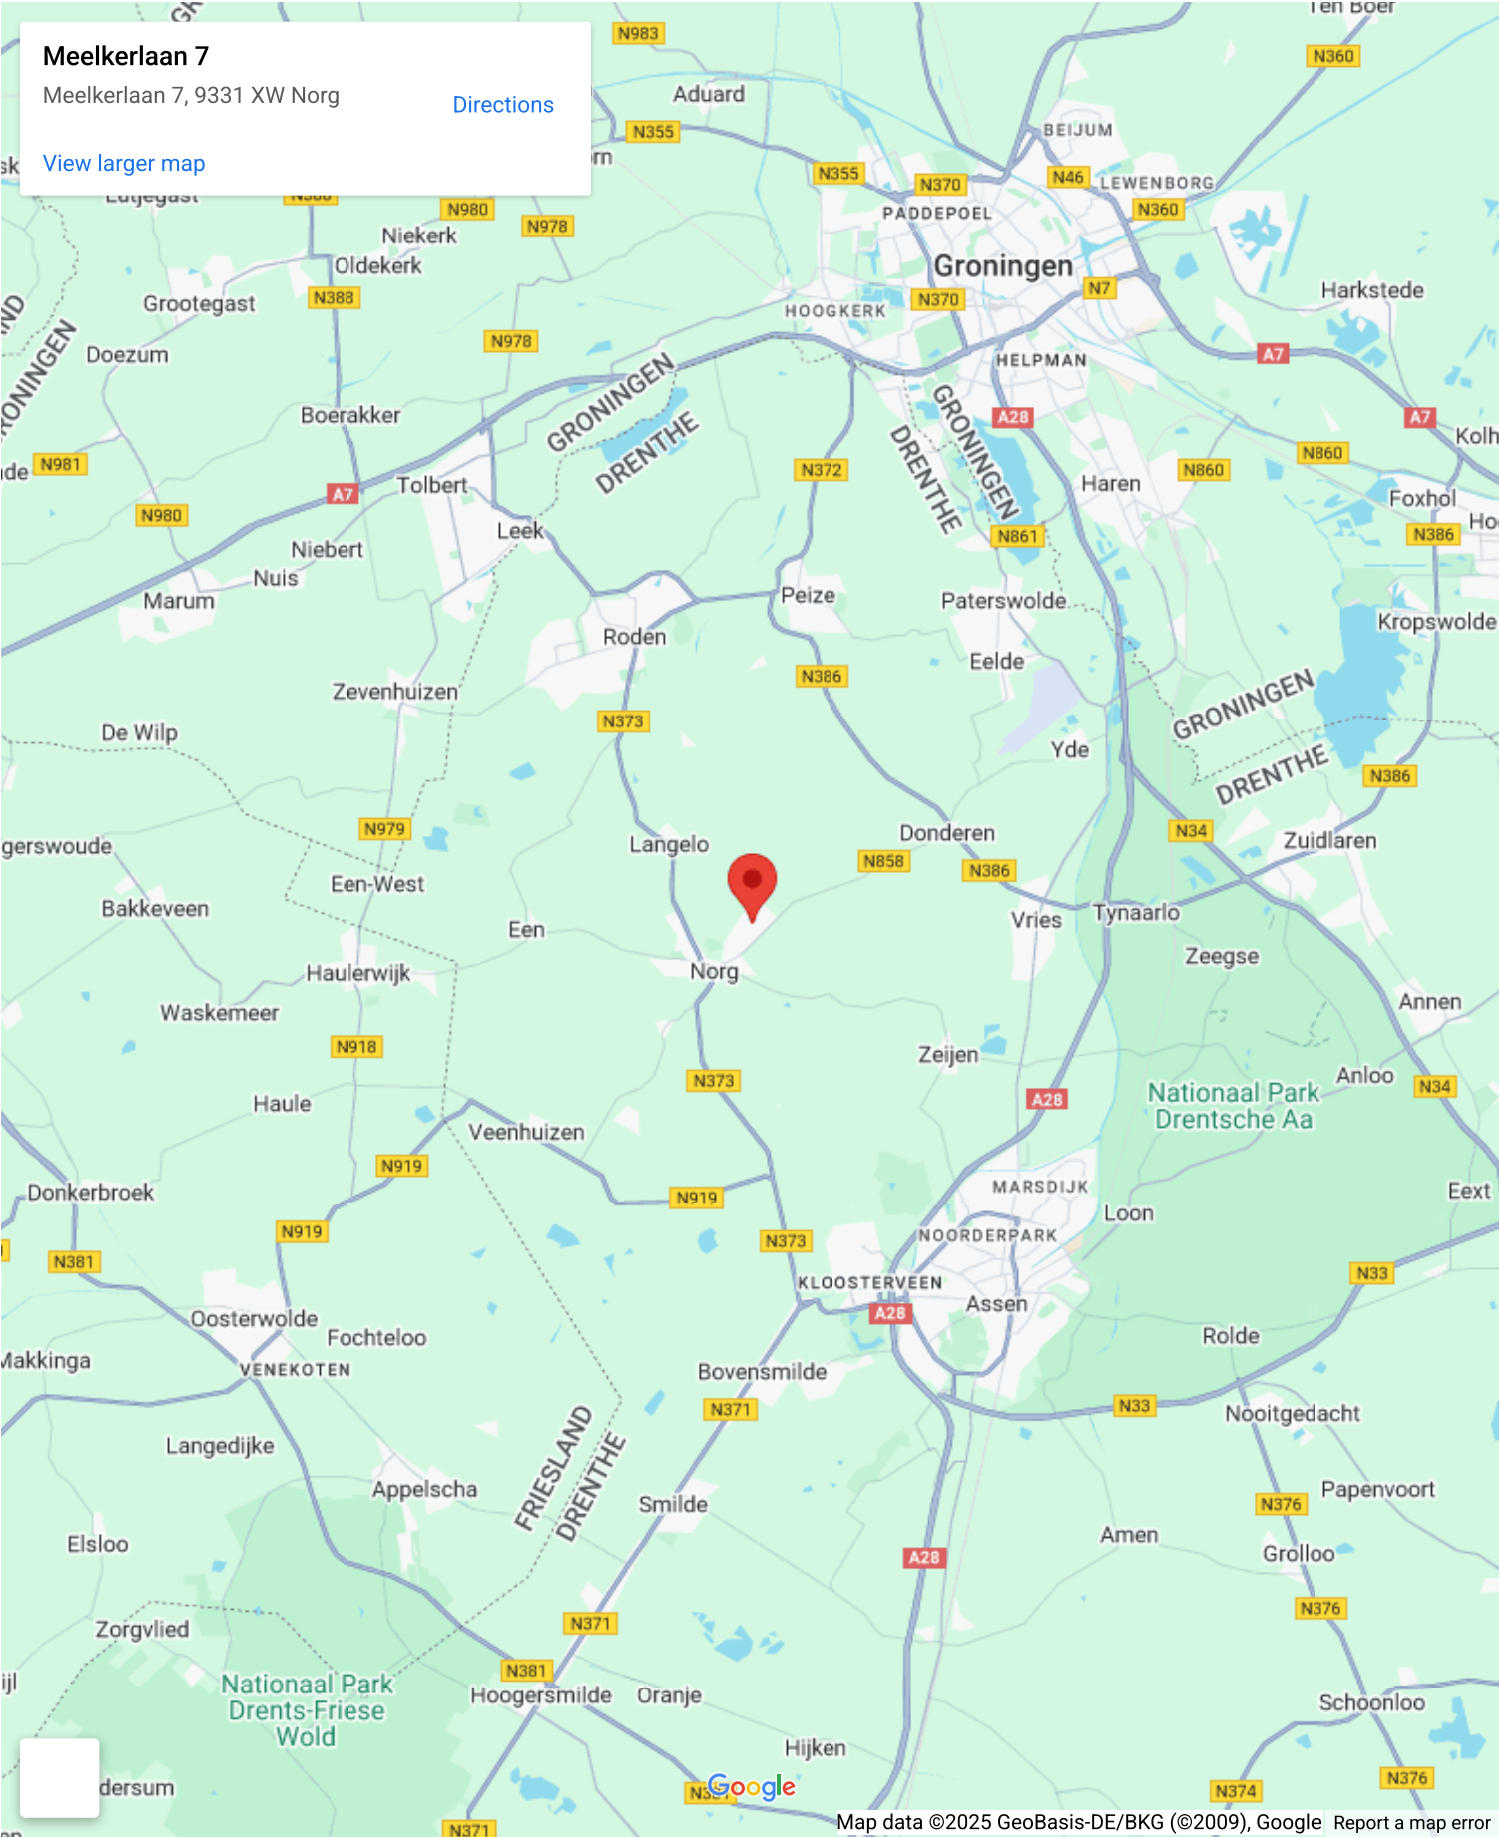 Meelkerlaan 7
Meelkerlaan 7, 9331 XW Norg
Directions
View larger map
N983
Ten Boer
N360
Aduard
N355
BEIJUM
N355
N370
N46
LEWENBORG
N360
N980
N978
PADDEPOEL
Niekerk
Oldekerk
Groningen
N388
Grootegast
N7
Harkstede
N370
HOOGKERK
N978
Doezum
HELPMAN
A7
GRONINGEN
GRONINGEN
DRENTHE
Boerakker
GRONINGEN
DRENTHE
A28
A7
N981
N372
N860
N860
A7
Tolbert
Haren
Foxhol
N980
Leek
N861
N386
Niebert
Nuis
Marum
Peize
Paterswolde
Kropswolde
Roden
Eelde
N386
Zevenhuizen
N373
GRONINGEN
De Wilp
Yde
DRENTHE
N386
N979
Langelo
Donderen
N34
Zuidlaren
gerswoude
N858
N386
Een-West
Bakkeveen
Een
Vries
Tynaarlo
Zeegse
Haulerwijk
Norg
Waskemeer
Annen
N918
Zeijen
N373
Anloo
N34
Haule
A28
Nationaal Park
Drentsche Aa
Veenhuizen
N919
Donkerbroek
N919
MARSDIJK
Eext
Loon
N919
N373
NOORDERPARK
N381
N33
KLOOSTERVEEN
Assen
A28
Oosterwolde
Fochteloo
Rolde
Makkinga
VENEKOTEN
Bovensmilde
N371
N33
Nooitgedacht
FRIESLAND
DRENTHE
Langedijke
Appelscha
Smilde
N376
Papenvoort
Elsloo
Amen
A28
Grolloo
N376
Zorgvlied
N371
Nationaal Park
Drents-Friese
Wold
N381
Hoogersmilde
Oranje
Schoonloo
Hijken
dersum
Google
N374
N376
N371
Map data ©2025 GeoBasis-DE/BKG (©2009), Google
Report a map error